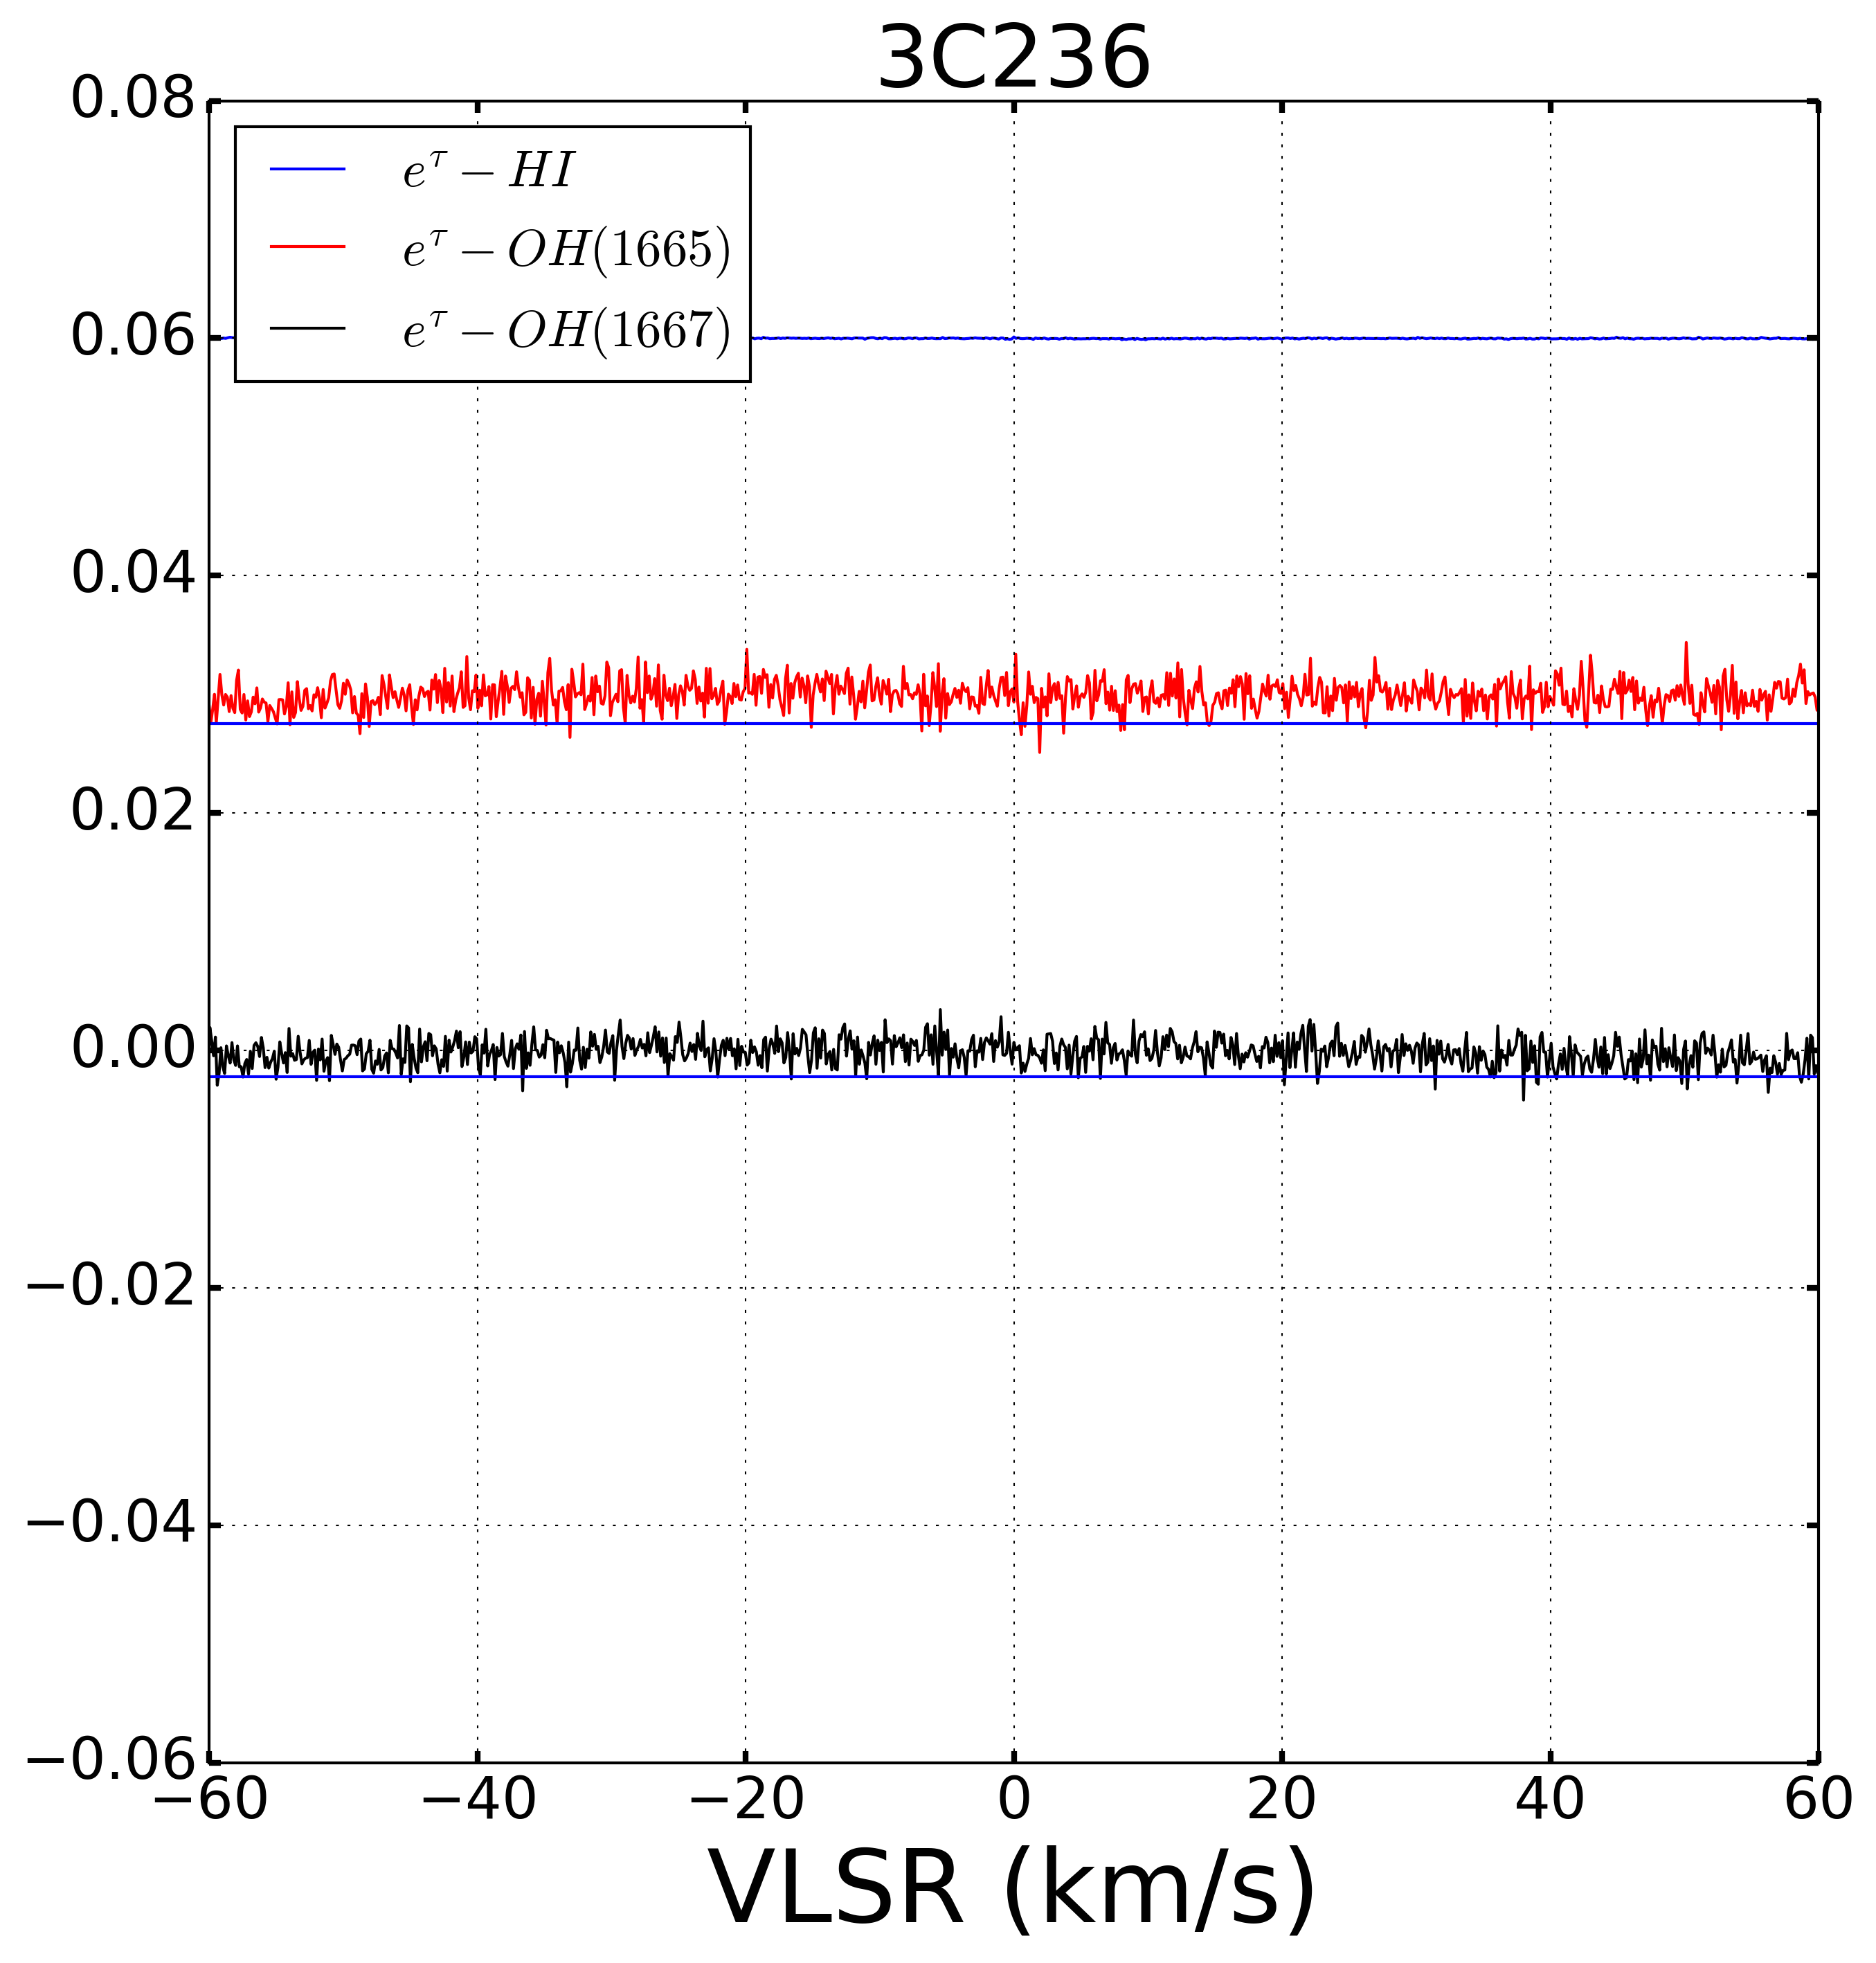 3C236
0.08
0.06
0.04
0.02
0.00
−0.02
−0.04
−0.06
e^τ − HI
e^τ − OH(1665)
e^τ − OH(1667)
−60 −40 −20 0 20 40 60
VLSR (km/s)